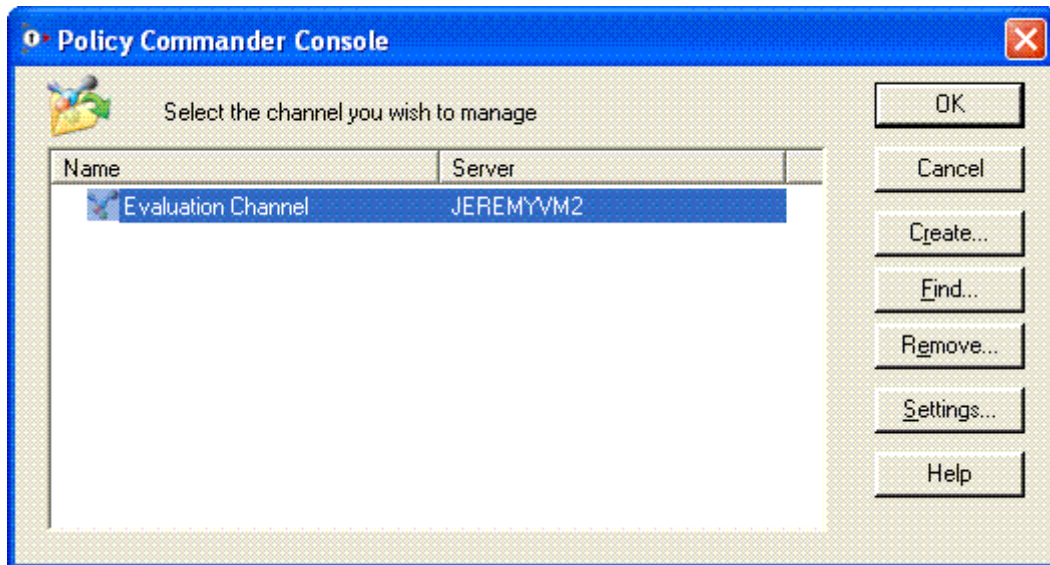 Policy Commander Console
Select the channel you wish to manage
Name Server
Evaluation Channel JEREMYVM2
OK
Cancel
Create...
Find...
Remove...
Settings...
Help